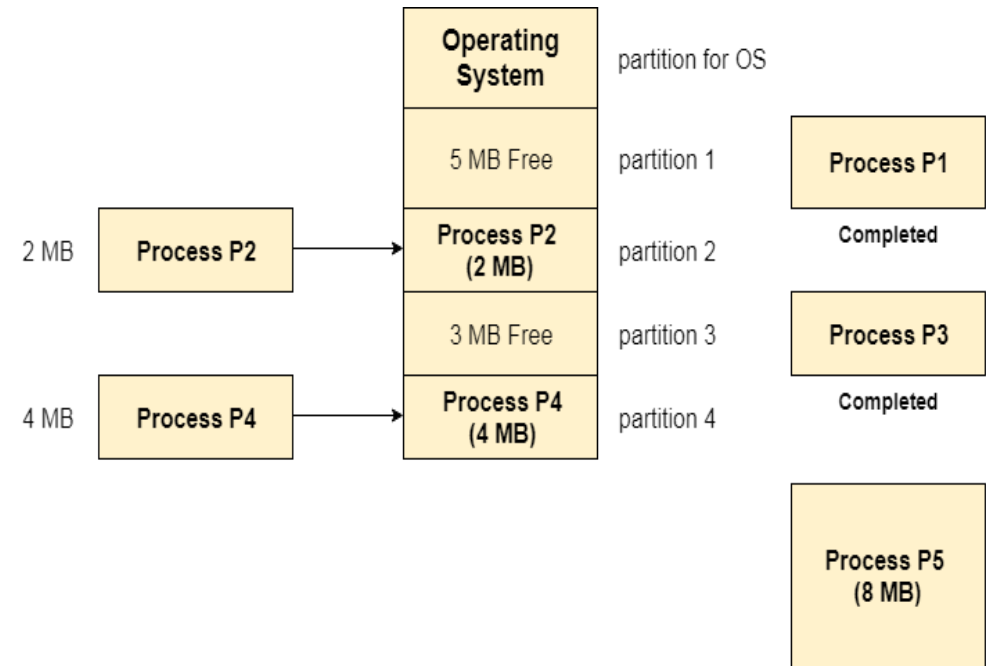 Operating
System
partition for OS
5 MB Free
partition 1
Process P1
Completed
2 MB
Process P2
Process P2
(2 MB)
partition 2
3 MB Free
partition 3
Process P3
Completed
4 MB
Process P4
Process P4
(4 MB)
partition 4
Process P5
(8 MB)